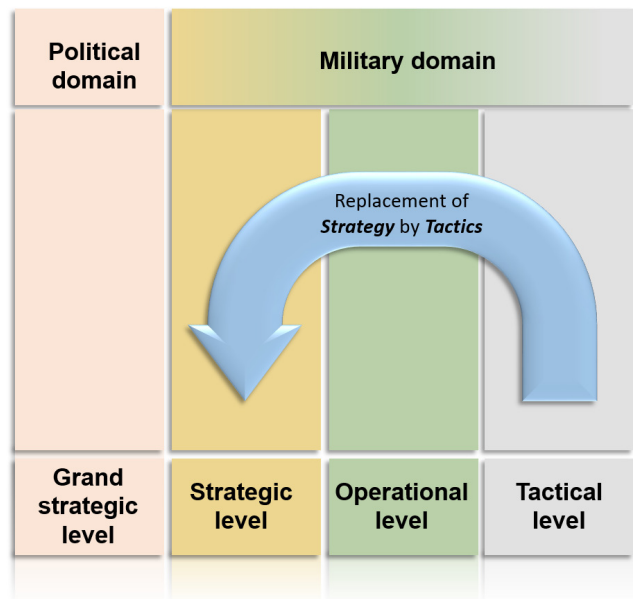 Political
domain
Military domain
Replacement of
Strategy by Tactics
Grand
strategic
level
Strategic
level
Operational
level
Tactical
level